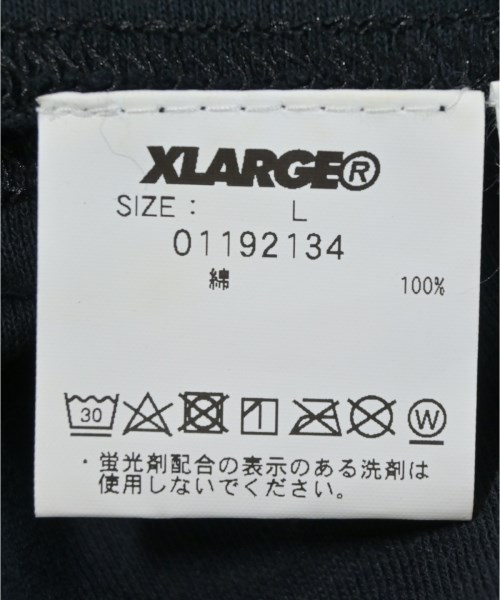 XLARGE®
SIZE : L
01192134
綿 100%
30 W
・蛍光剤配合の表示のある洗剤は
使用しないでください。